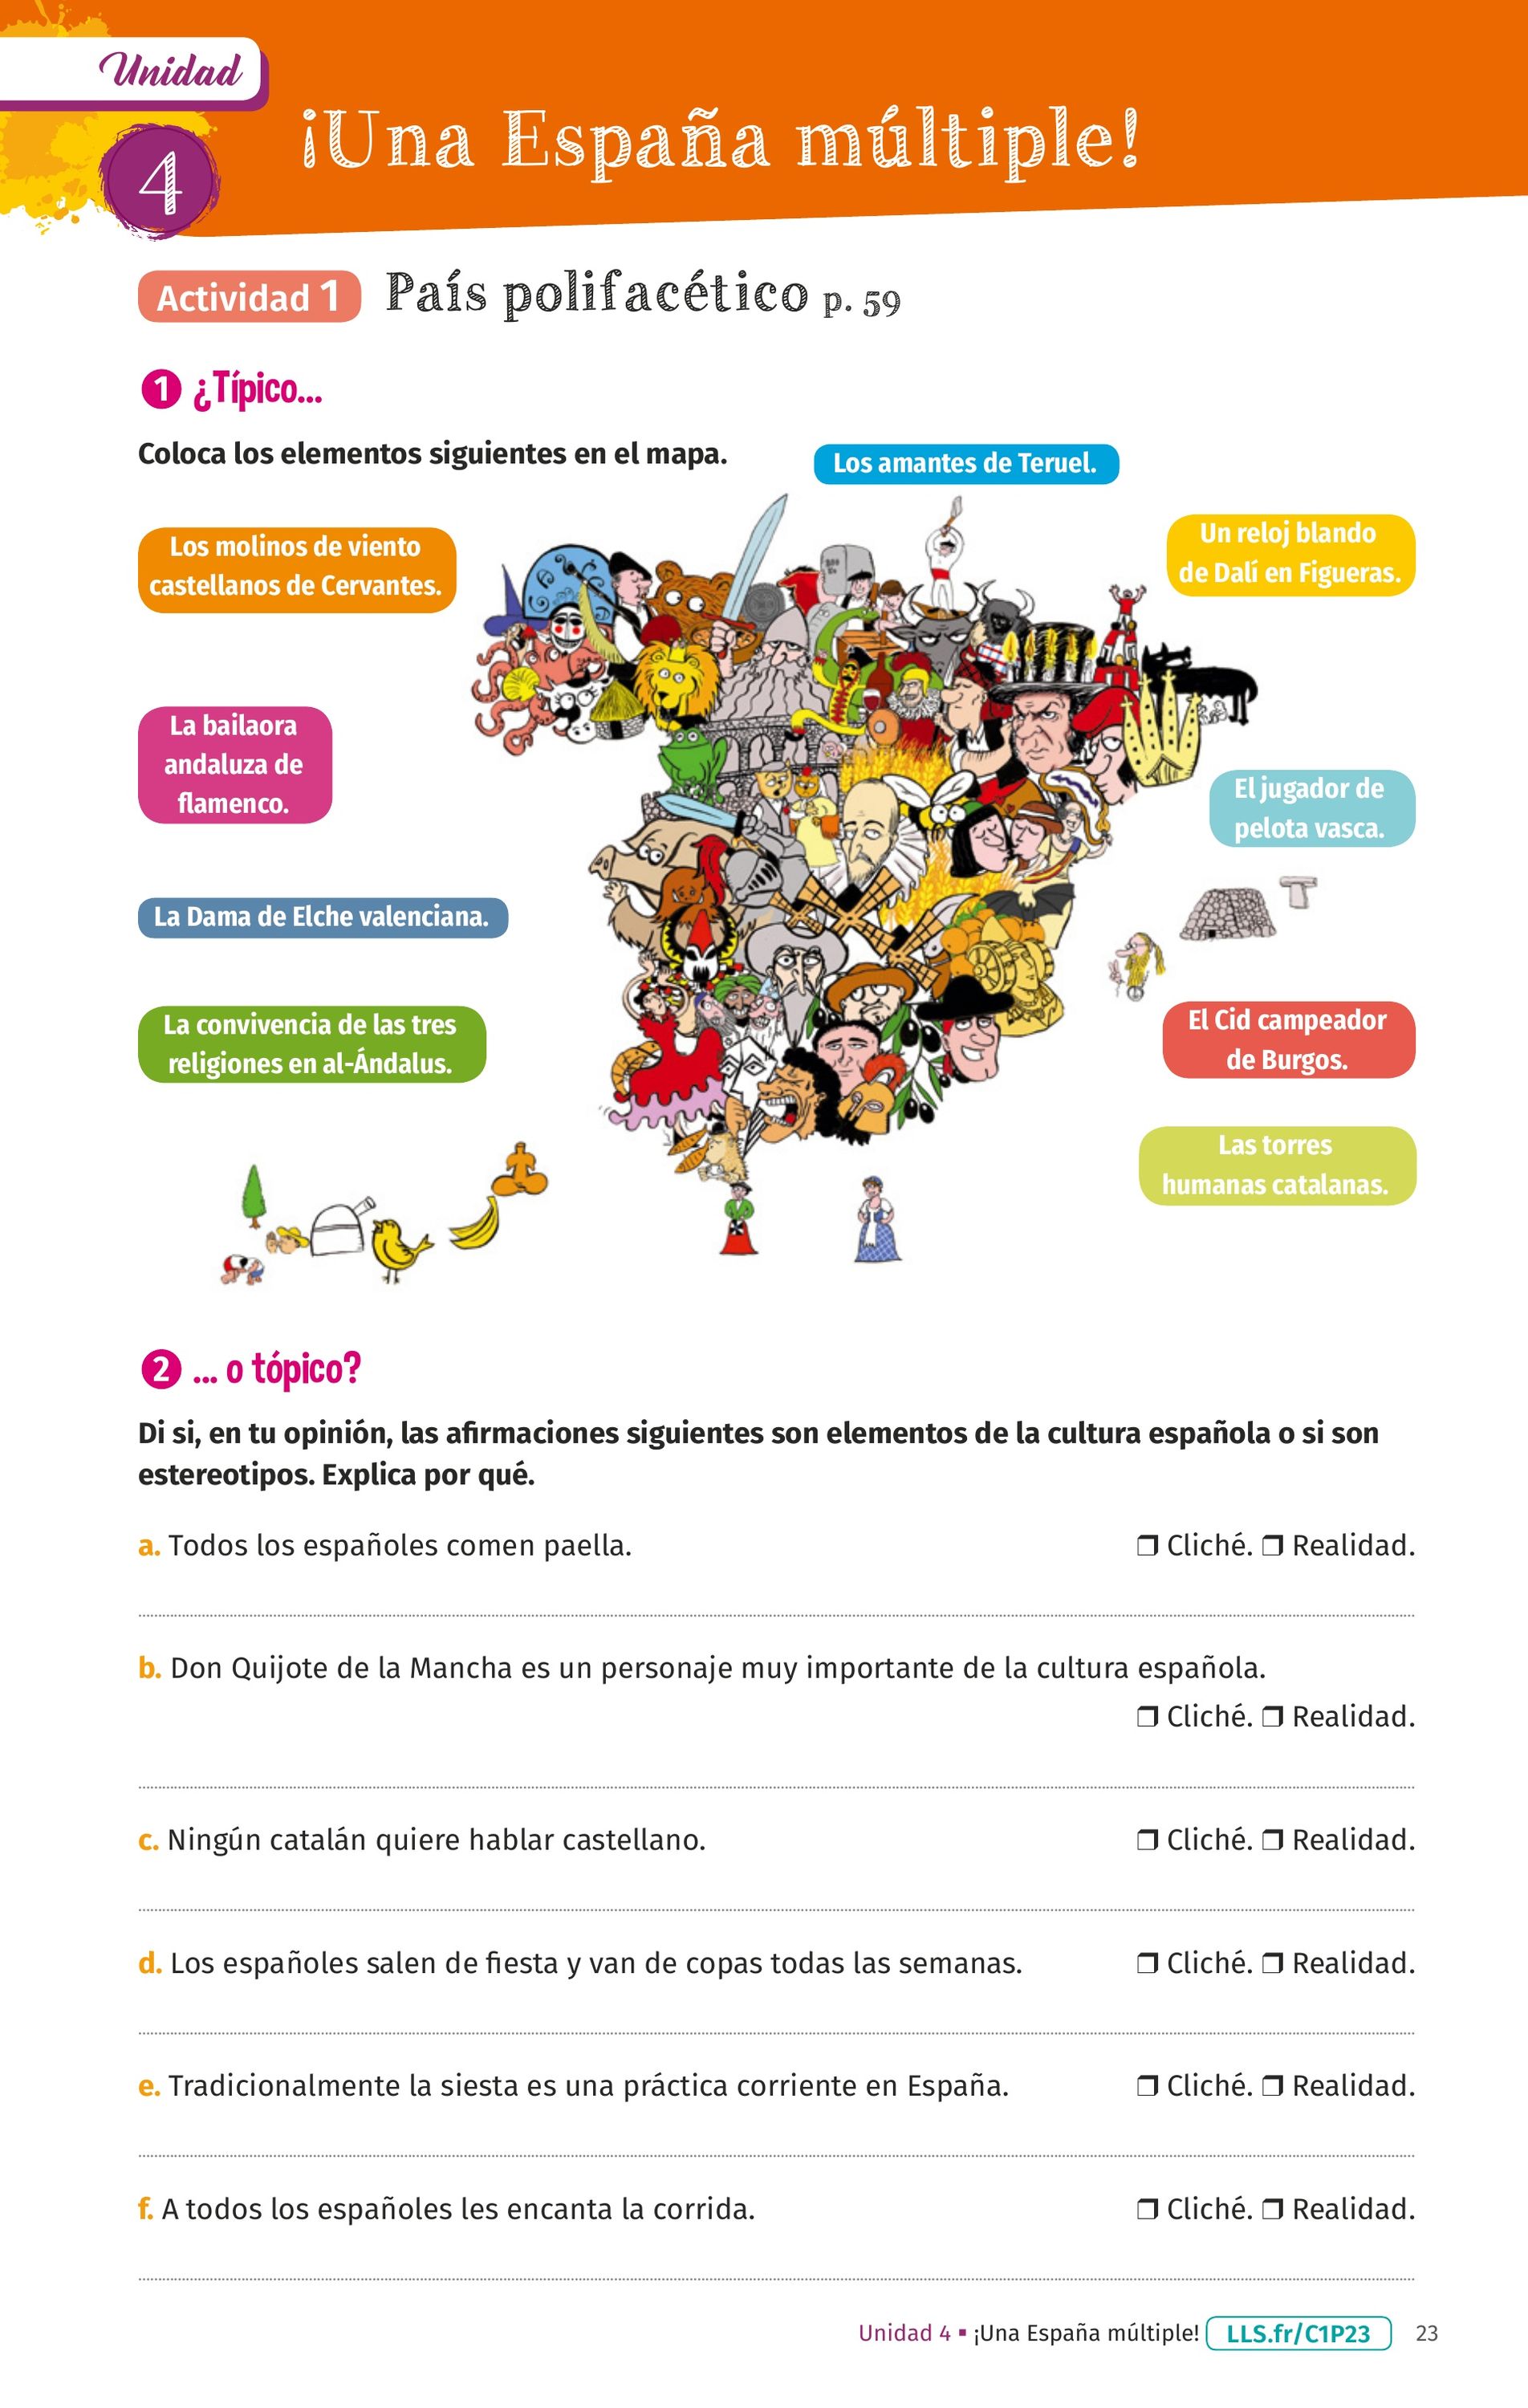 Unidad
4
¡Una España múltiple!
Actividad 1 País polifacético p. 59
1 ¿Típico...
Coloca los elementos siguientes en el mapa.
Los amantes de Teruel.
Los molinos de viento
castellanos de Cervantes.
Un reloj blando
de Dalí en Figueras.
La bailaora
andaluza de
flamenco.
El jugador de
pelota vasca.
La Dama de Elche valenciana.
El Cid campeador
de Burgos.
La convivencia de las tres
religiones en al-Ándalus.
Las torres
humanas catalanas.
2 ... o tópico?
Di si, en tu opinión, las afirmaciones siguientes son elementos de la cultura española o si son
estereotipos. Explica por qué.
a. Todos los españoles comen paella. ❒ Cliché. ❒ Realidad.
b. Don Quijote de la Mancha es un personaje muy importante de la cultura española.
❒ Cliché. ❒ Realidad.
c. Ningún catalán quiere hablar castellano. ❒ Cliché. ❒ Realidad.
d. Los españoles salen de fiesta y van de copas todas las semanas. ❒ Cliché. ❒ Realidad.
e. Tradicionalmente la siesta es una práctica corriente en España. ❒ Cliché. ❒ Realidad.
f. A todos los españoles les encanta la corrida. ❒ Cliché. ❒ Realidad.
Unidad 4 ▪ ¡Una España múltiple! LLS.fr/C1P23 23